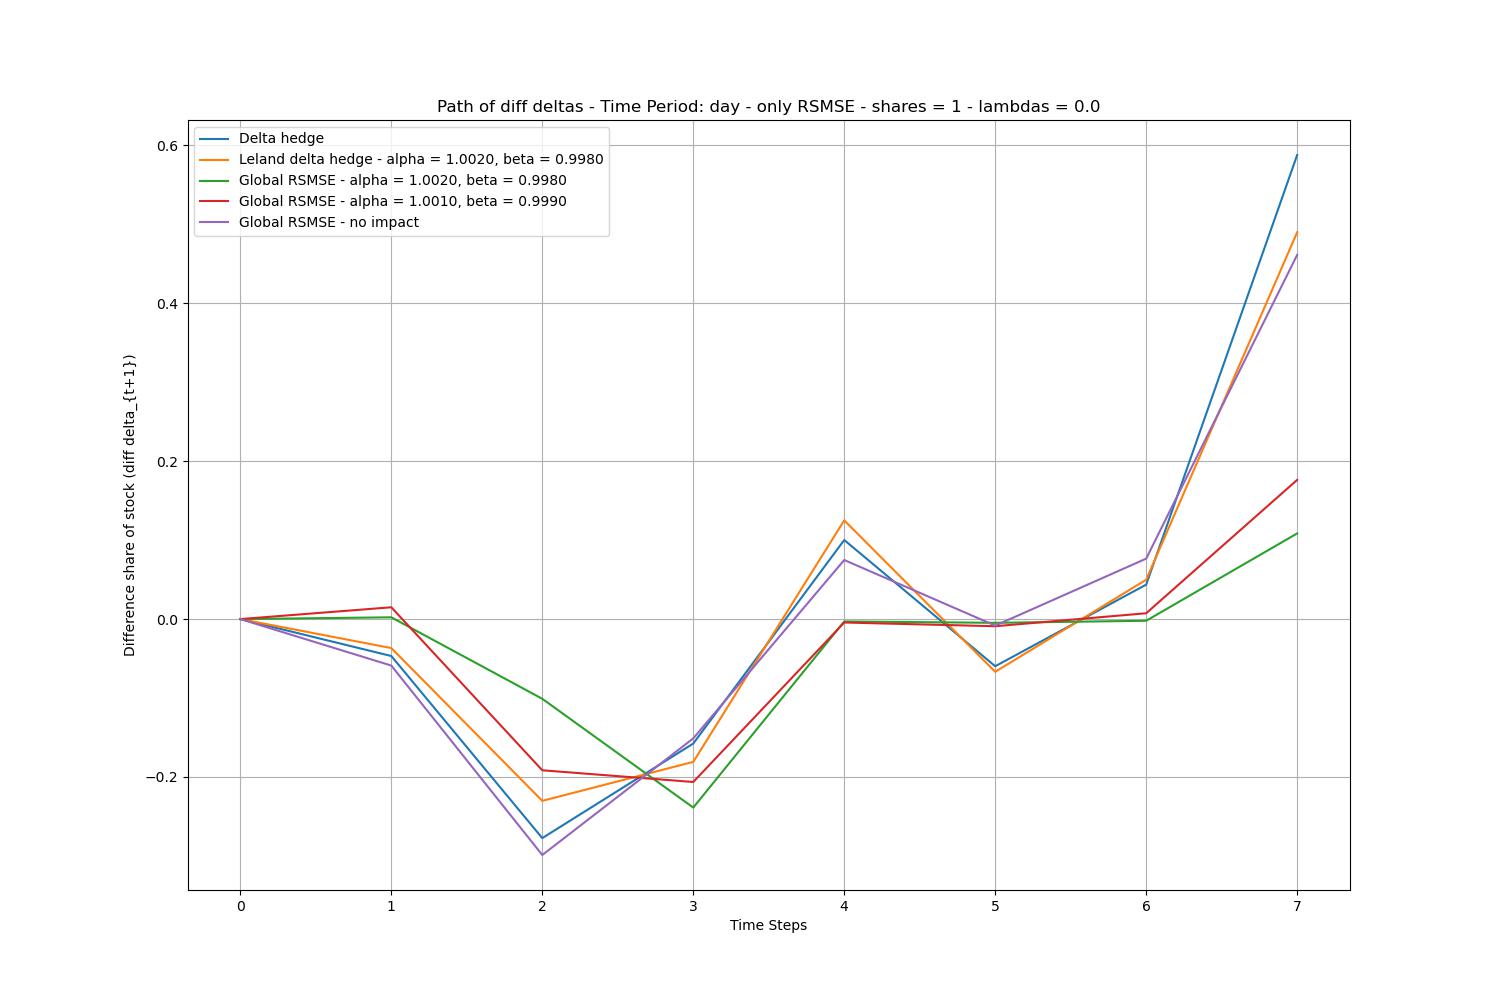 Path of diff deltas - Time Period: day - only RSMSE - shares = 1 - lambdas = 0.0
Delta hedge
Leland delta hedge - alpha = 1.0020, beta = 0.9980
Global RSMSE - alpha = 1.0020, beta = 0.9980
Global RSMSE - alpha = 1.0010, beta = 0.9990
Global RSMSE - no impact
Difference share of stock (diff delta_{t+1})
0.6
0.4
0.2
0.0
−0.2
0 1 2 3 4 5 6 7
Time Steps